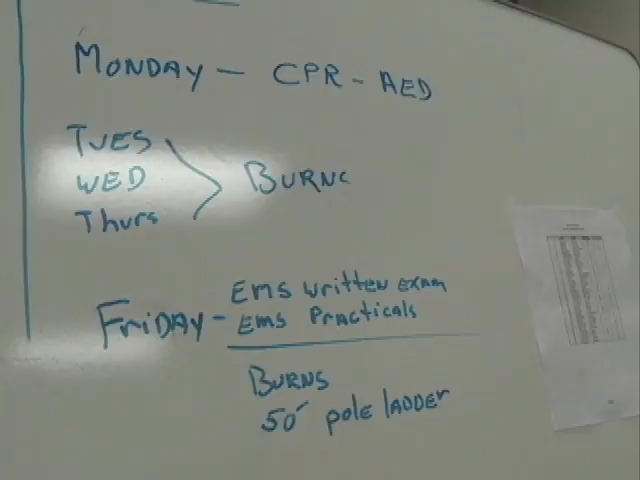 MONDAY - CPR - AED
TUES
WED
Thurs
BURNS
FRIDAY - EMS written exam
EMS Practicals
BURNS
50' pole LADDER